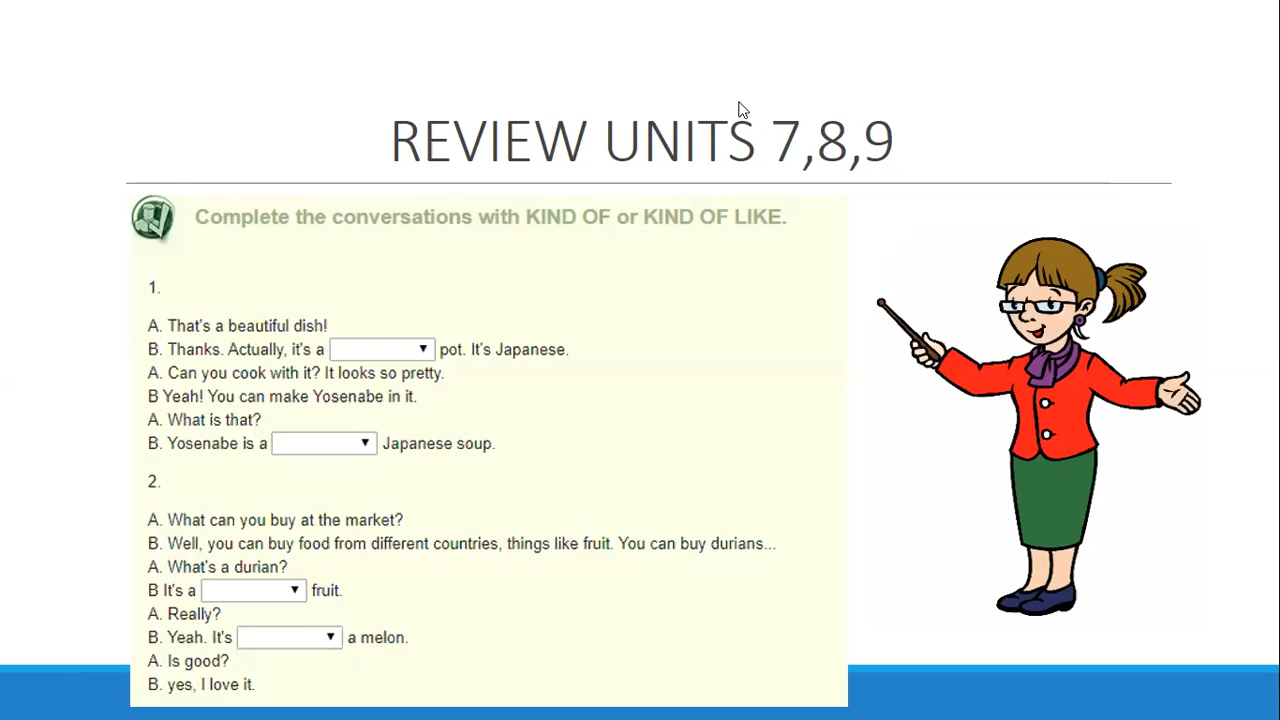 REVIEW UNITS 7,8,9
Complete the conversations with KIND OF or KIND OF LIKE.
1.
A. That's a beautiful dish!
B. Thanks. Actually, it's a pot. It's Japanese.
A. Can you cook with it? It looks so pretty.
B Yeah! You can make Yosenabe in it.
A. What is that?
B. Yosenabe is a Japanese soup.
2.
A. What can you buy at the market?
B. Well, you can buy food from different countries, things like fruit. You can buy durians...
A. What's a durian?
B It's a fruit.
A. Really?
B. Yeah. It's a melon.
A. Is good?
B. yes, I love it.